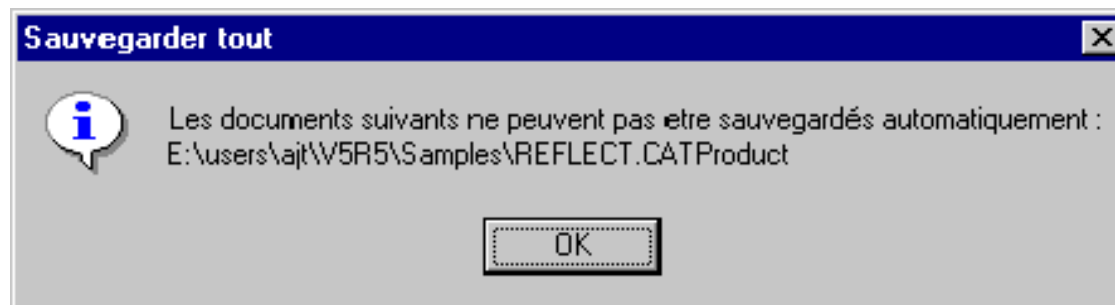 Sauvegarder tout
Les documents suivants ne peuvent pas etre sauvegardés automatiquement :
E:\users\ajt\V5R5\Samples\REFLECT.CATProduct
OK